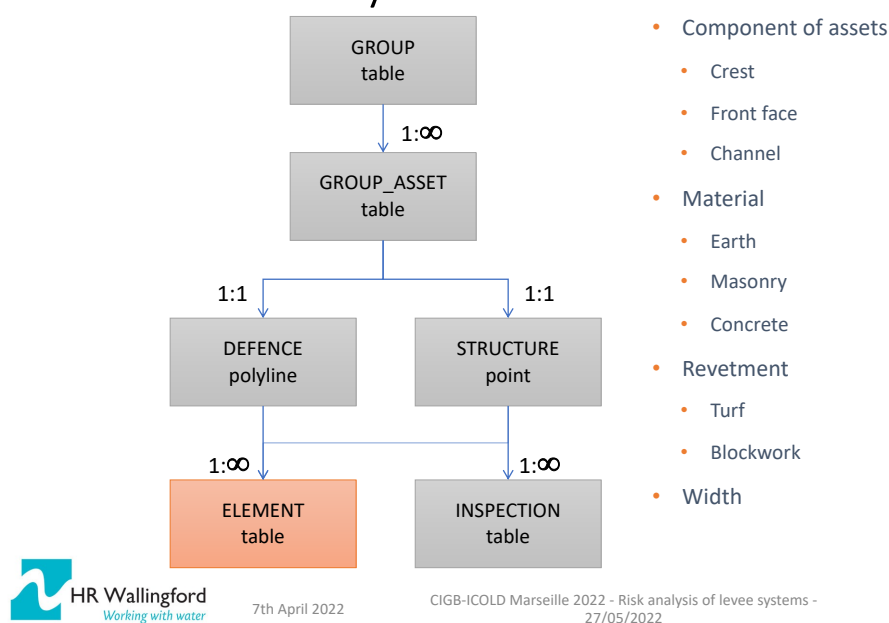 GROUP
table
1:∞
GROUP_ASSET
table
1:1
1:1
DEFENCE
polyline
STRUCTURE
point
1:∞
1:∞
ELEMENT
table
INSPECTION
table
• Component of assets
• Crest
• Front face
• Channel
• Material
• Earth
• Masonry
• Concrete
• Revetment
• Turf
• Blockwork
• Width
HR Wallingford
Working with water
7th April 2022
CIGB-ICOLD Marseille 2022 - Risk analysis of levee systems -
27/05/2022